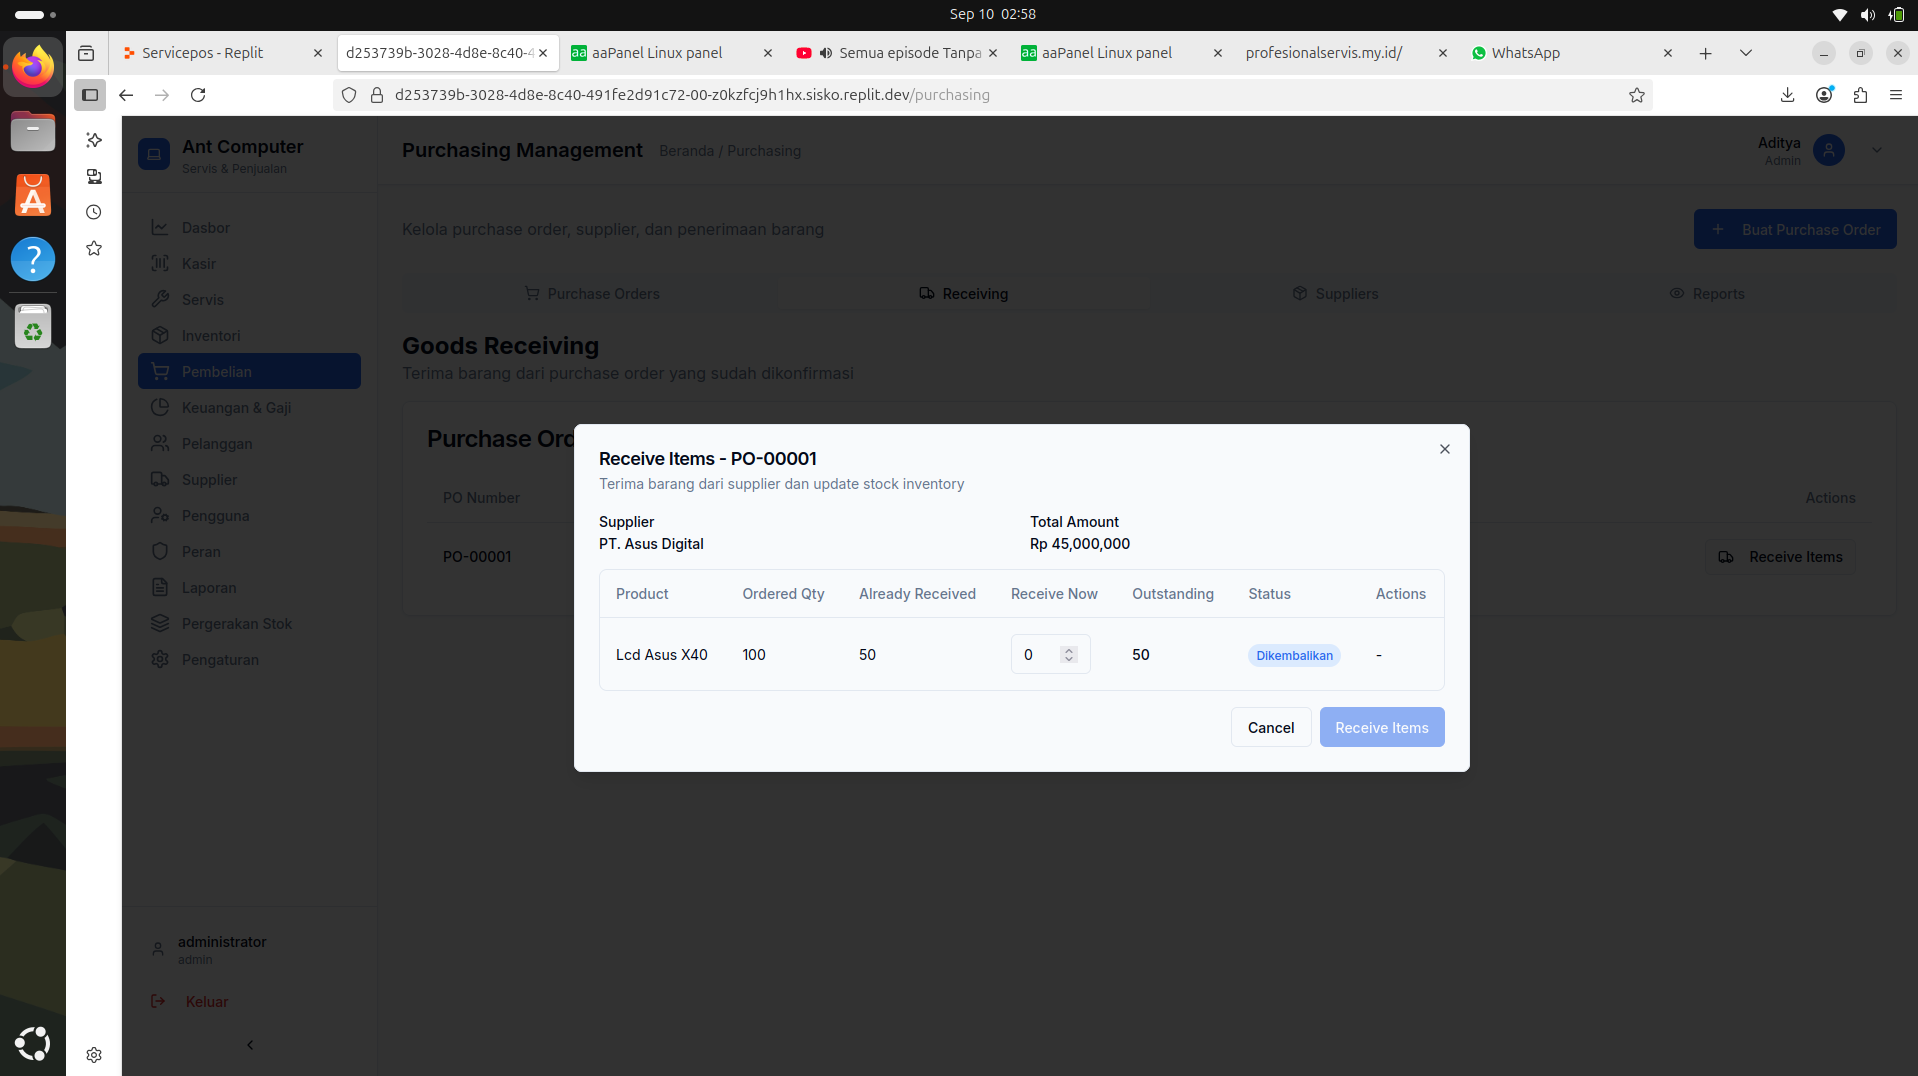 Sep 10 02:58
Servicepos - Replit
d253739b-3028-4d8e-8c40-4
aa aaPanel Linux panel
Semua episode Tanpa
aa aaPanel Linux panel
profesionalservis.my.id/
WhatsApp
d253739b-3028-4d8e-8c40-491fe2d91c72-00-z0kzfcj9h1hx.sisko.replit.dev/purchasing
Ant Computer
Servis & Penjualan
Purchasing Management
Beranda / Purchasing
Aditya
Admin
Dasbor
Kasir
Servis
Inventori
Pembelian
Keuangan & Gaji
Pelanggan
Supplier
Pengguna
Peran
Laporan
Pergerakan Stok
Pengaturan
administrator
admin
Keluar
Kelola purchase order, supplier, dan penerimaan barang
Buat Purchase Order
Purchase Orders
Receiving
Suppliers
Reports
Goods Receiving
Terima barang dari purchase order yang sudah dikonfirmasi
Purchase Ord
PO Number
Actions
PO-00001
Receive Items
Receive Items - PO-00001
Terima barang dari supplier dan update stock inventory
Supplier
PT. Asus Digital
Total Amount
Rp 45,000,000
Product Ordered Qty Already Received Receive Now Outstanding Status Actions
Lcd Asus X40 100 50 0 50 Dikembalikan -
Cancel
Receive Items